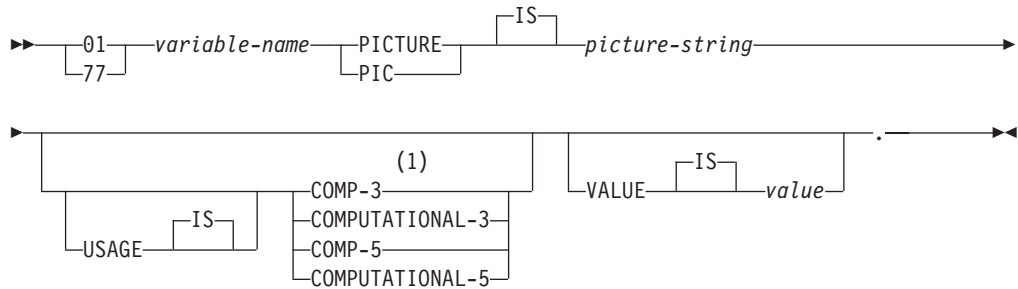 IS
01 variable-name PICTURE picture-string
77 PIC
(1)
IS
COMP-3 VALUE value .
IS COMPUTATIONAL-3
USAGE COMP-5
COMPUTATIONAL-5